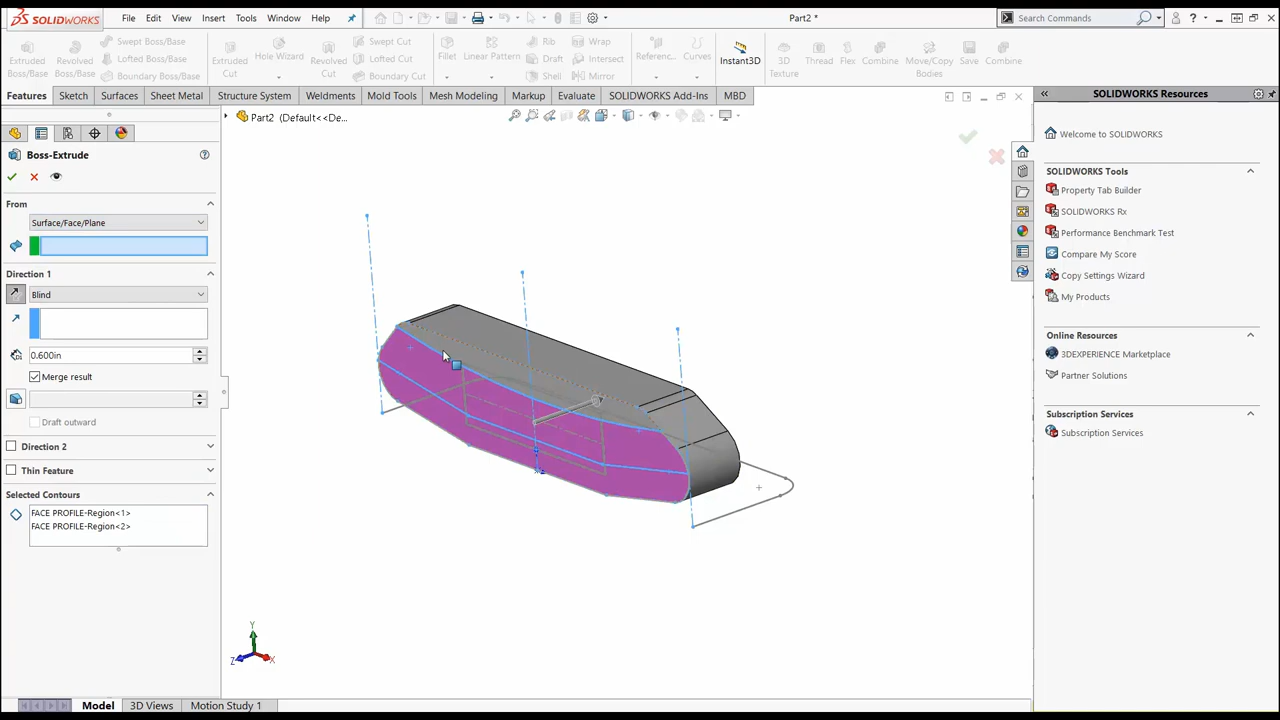 SOLIDWORKS File Edit View Insert Tools Window Help Part2 * Search Commands
Extruded Boss/Base
Revolved Boss/Base
Swept Boss/Base
Lofted Boss/Base
Boundary Boss/Base
Extruded Cut
Hole Wizard
Revolved Cut
Swept Cut
Lofted Cut
Boundary Cut
Fillet
Linear Pattern
Rib
Draft
Shell
Wrap
Intersect
Mirror
Referenc...
Curves
Instant3D
3D Texture
Thread
Flex
Combine
Move/Copy Bodies
Save
Combine
Features Sketch Surfaces Sheet Metal Structure System Weldments Mold Tools Mesh Modeling Markup Evaluate SOLIDWORKS Add-Ins MBD
Part2 (Default<<De...
Boss-Extrude
From
Surface/Face/Plane
Direction 1
Blind
0.600in
Merge result
Draft outward
Direction 2
Thin Feature
Selected Contours
FACE PROFILE-Region<1>
FACE PROFILE-Region<2>
Y
Z
X
Model 3D Views Motion Study 1
SOLIDWORKS Resources
Welcome to SOLIDWORKS
SOLIDWORKS Tools
Property Tab Builder
SOLIDWORKS Rx
Performance Benchmark Test
Compare My Score
Copy Settings Wizard
My Products
Online Resources
3DEXPERIENCE Marketplace
Partner Solutions
Subscription Services
Subscription Services